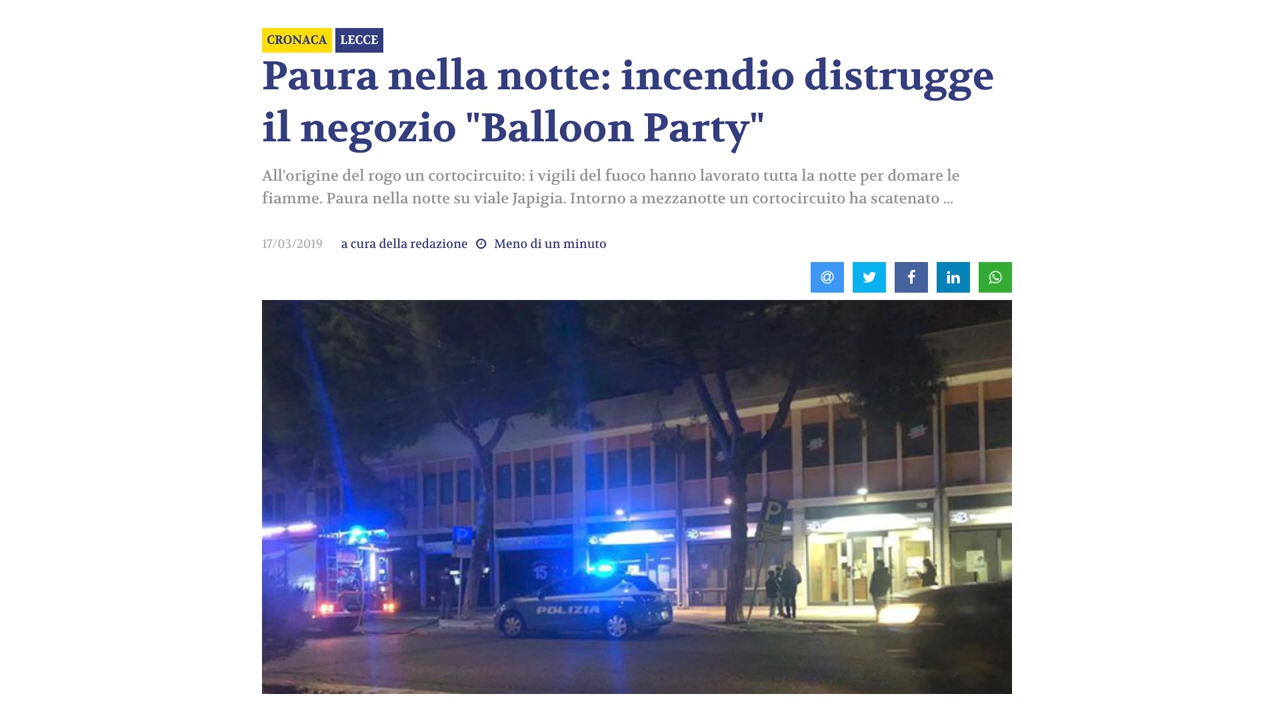 CRONACA LECCE
Paura nella notte: incendio distrugge
il negozio "Balloon Party"
All'origine del rogo un cortocircuito: i vigili del fuoco hanno lavorato tutta la notte per domare le
fiamme. Paura nella notte su viale Japigia. Intorno a mezzanotte un cortocircuito ha scatenato ...
17/03/2019 a cura della redazione Meno di un minuto
P
P
15
POLIZIA